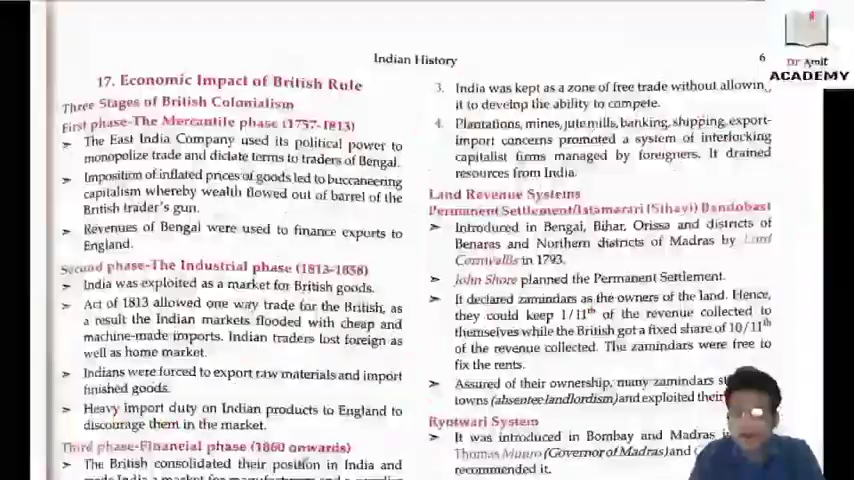 Indian History
6
Dr Amit
ACADEMY
17. Economic Impact of British Rule
Three Stages of British Colonialism
First phase-The Mercantile phase (1757-1813)
➤ The East India Company used its political power to
monopolize trade and dictate terms to traders of Bengal.
➤ Imposition of inflated prices of goods led to buccaneering
capitalism whereby wealth flowed out of barrel of the
British trader's gun.
➤ Revenues of Bengal were used to finance exports to
England.
Second phase-The Industrial phase (1813-1858)
➤ India was exploited as a market for British goods.
➤ Act of 1813 allowed one way trade for the British, as
a result the Indian markets flooded with cheap and
machine-made imports. Indian traders lost foreign as
well as home market.
➤ Indians were forced to export raw materials and import
finished goods.
➤ Heavy import duty on Indian products to England to
discourage them in the market.
Third phase-Financial phase (1860 onwards)
➤ The British consolidated their position in India and
made India a market for
3. India was kept as a zone of free trade without allowing
it to develop the ability to compete.
4. Plantations, mines, jute mills, banking, shipping, export-
import concerns promoted a system of interlocking
capitalist firms managed by foreigners. It drained
resources from India.
Land Revenue Systems
Permanent Settlement/Istamarari (Sthayi) Bandobast
➤ Introduced in Bengal, Bihar, Orissa and districts of
Benaras and Northern districts of Madras by Lord
Cornwallis in 1793.
➤ John Shore planned the Permanent Settlement.
➤ It declared zamindars as the owners of the land. Hence,
they could keep 1/11th of the revenue collected to
themselves while the British got a fixed share of 10/11th
of the revenue collected. The zamindars were free to
fix the rents.
➤ Assured of their ownership, many zamindars
towns (absentee landlordism) and exploited their
Ryotwari System
➤ It was introduced in Bombay and Madras
Thomas Munro (Governor of Madras) and
recommended it.